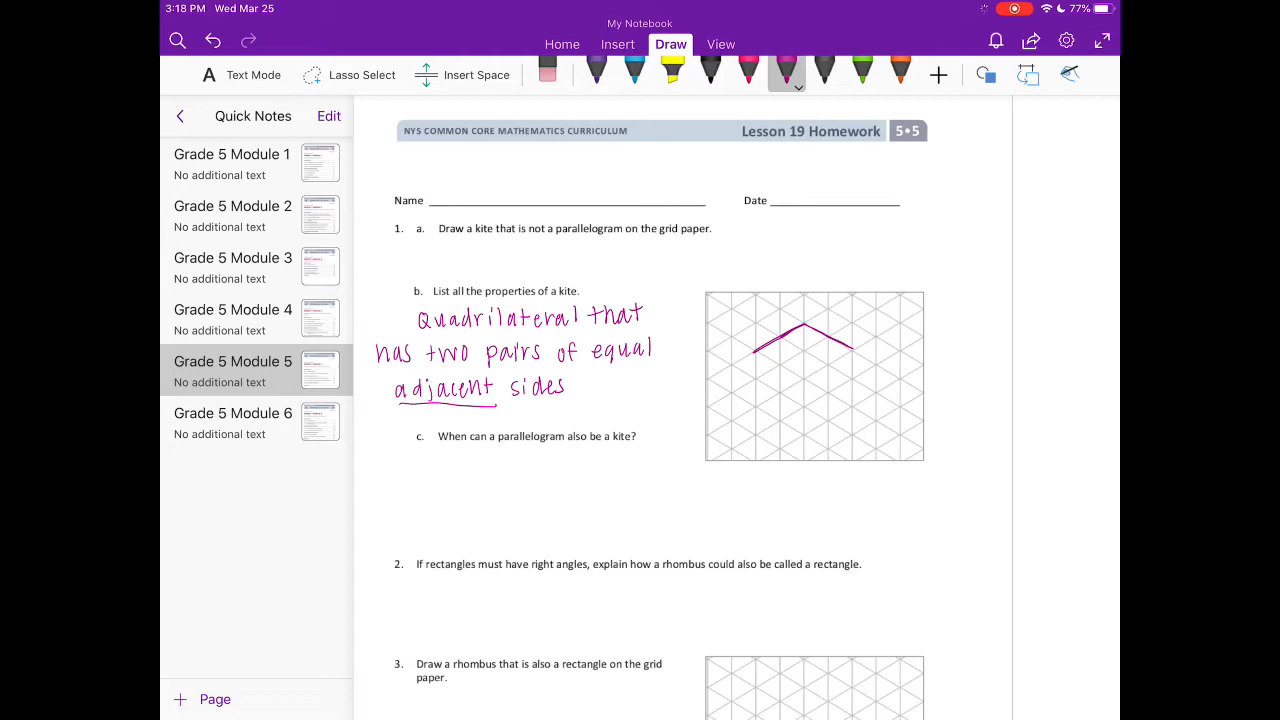 3:18 PM Wed Mar 25
77%
My Notebook
Home Insert Draw View
Text Mode Lasso Select Insert Space
Quick Notes Edit
Grade 5 Module 1
No additional text
Grade 5 Module 2
No additional text
Grade 5 Module 3
No additional text
Grade 5 Module 4
No additional text
Grade 5 Module 5
No additional text
Grade 5 Module 6
No additional text
Page
NYS COMMON CORE MATHEMATICS CURRICULUM Lesson 19 Homework 5•5
Name Date
1. a. Draw a kite that is not a parallelogram on the grid paper.
b. List all the properties of a kite.
Quadrilateral that
has two pairs of equal
adjacent sides
c. When can a parallelogram also be a kite?
2. If rectangles must have right angles, explain how a rhombus could also be called a rectangle.
3. Draw a rhombus that is also a rectangle on the grid
paper.